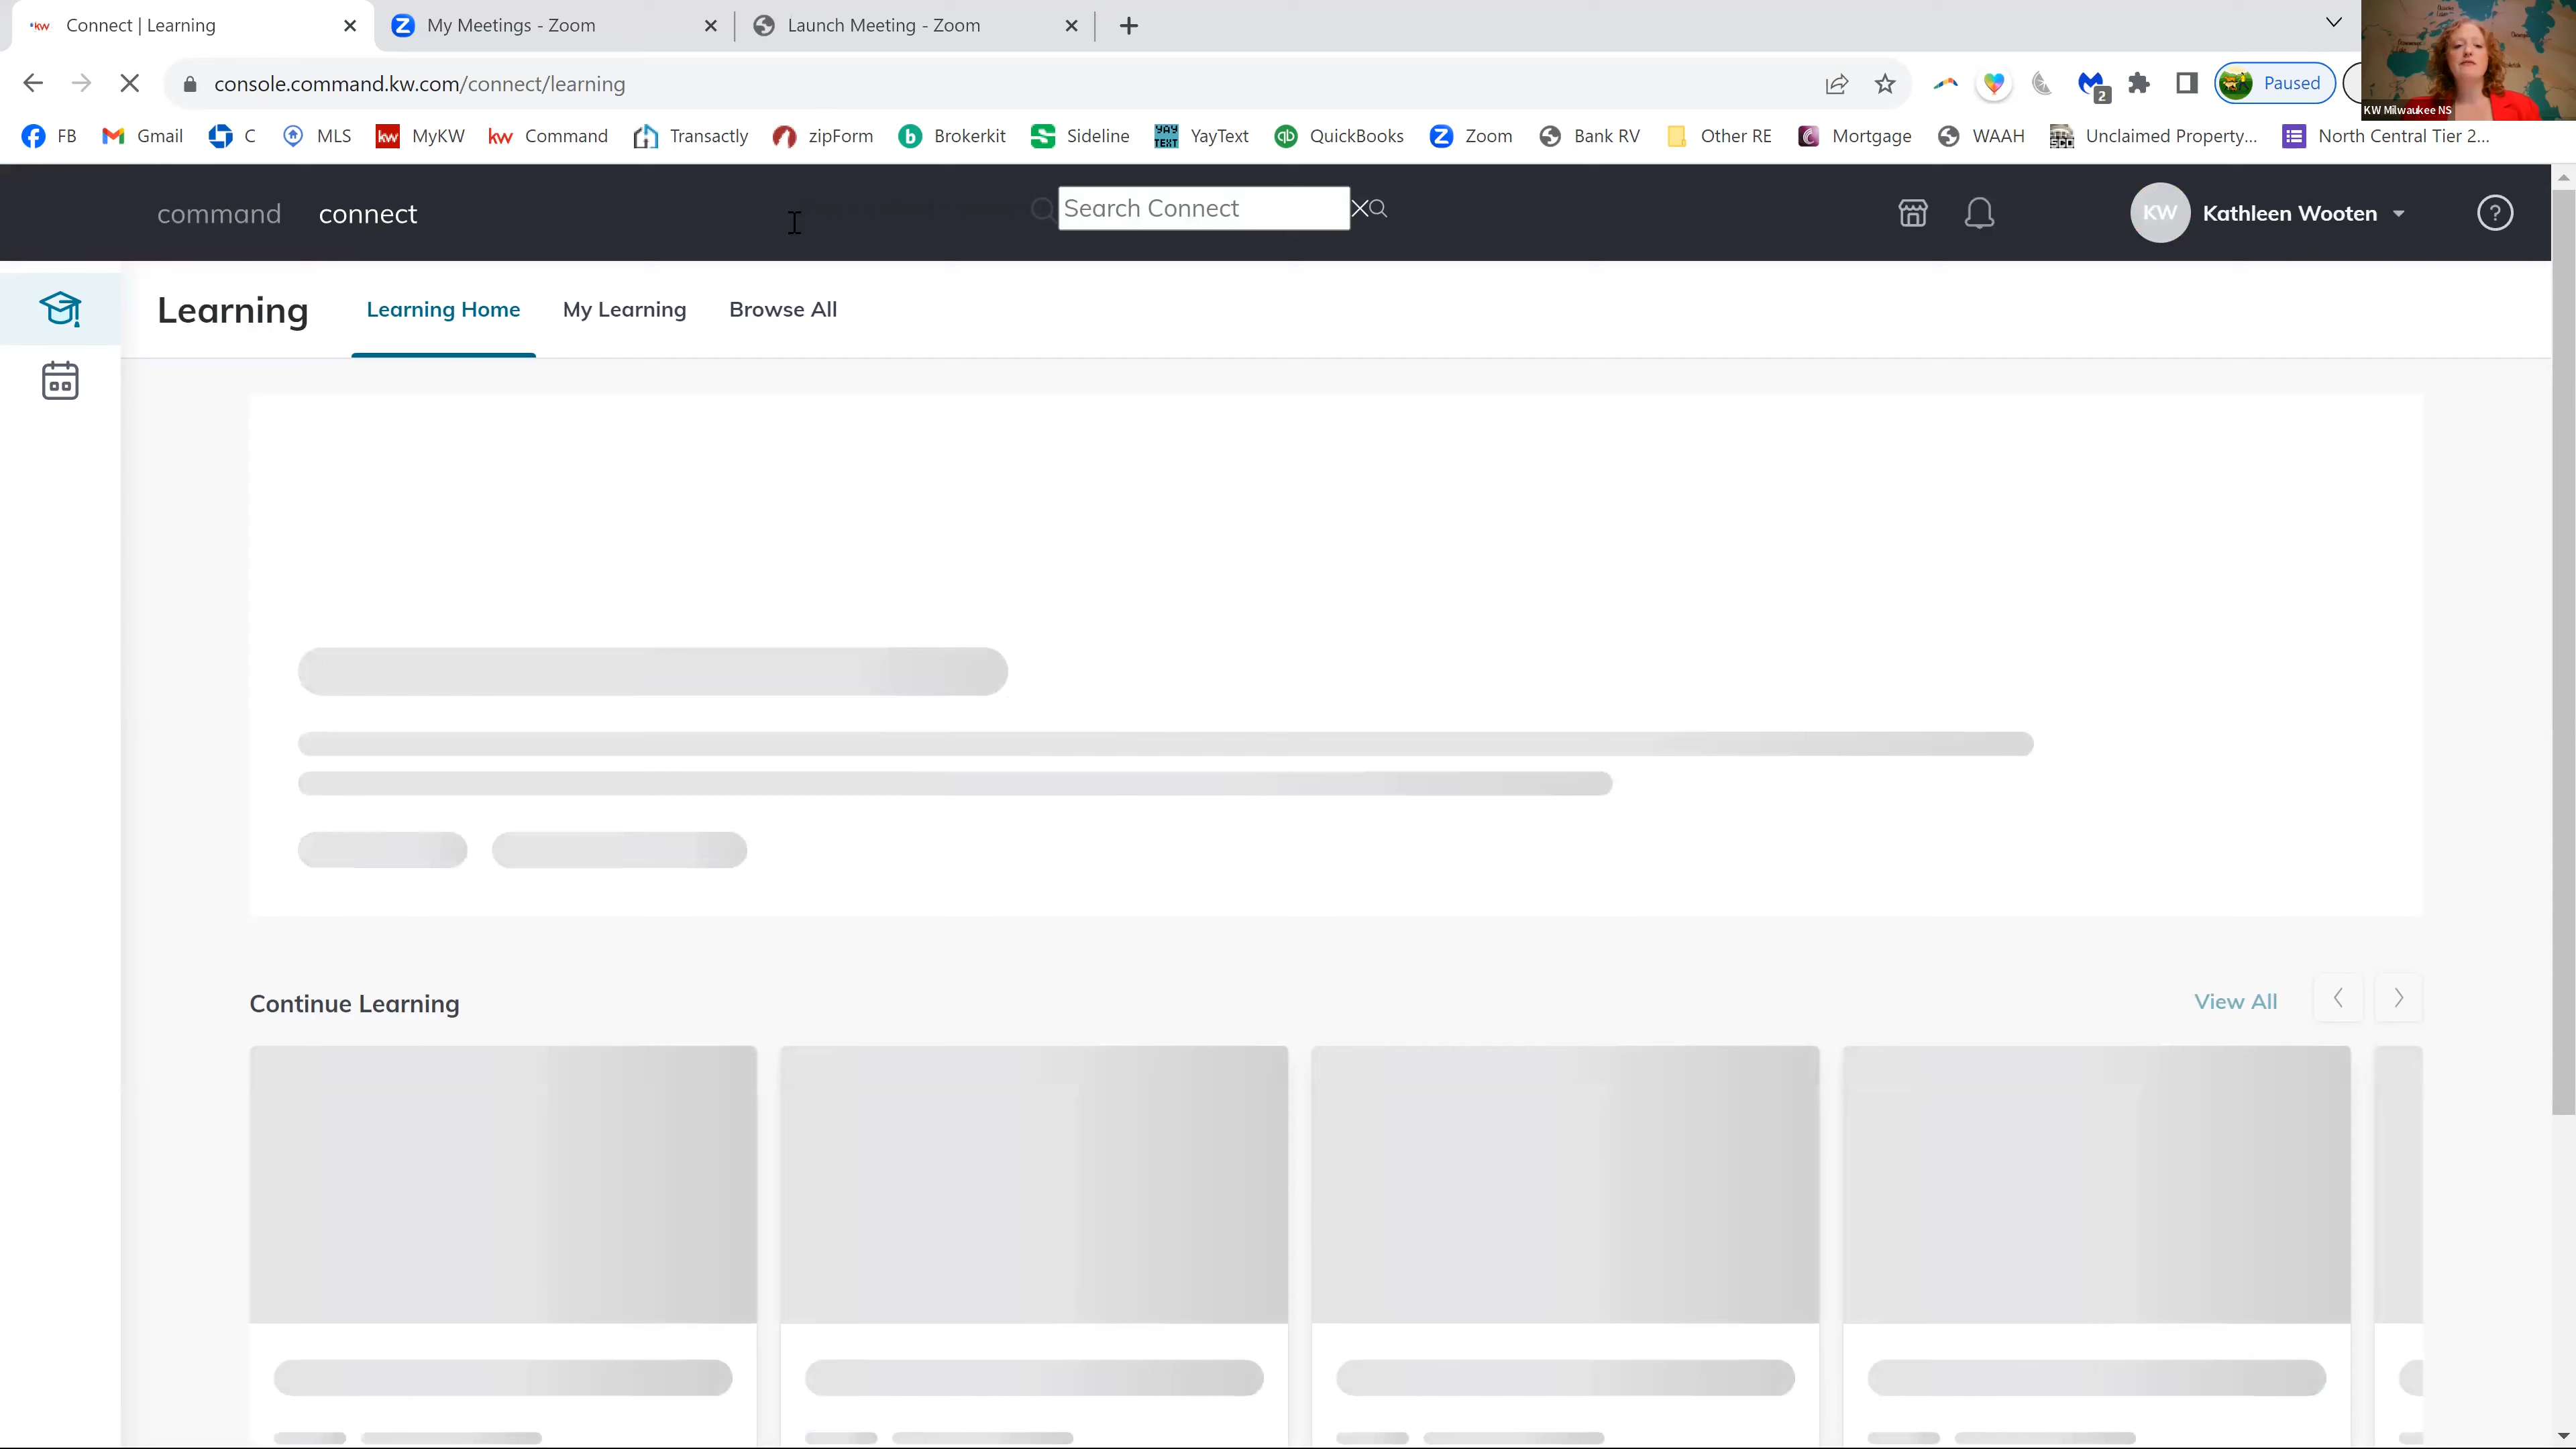 Connect | Learning
My Meetings - Zoom
Launch Meeting - Zoom
console.command.kw.com/connect/learning
2
Paused
KW Milwaukee NS
FB Gmail C MLS MyKW Command Transactly zipForm Brokerkit Sideline YayText QuickBooks Zoom Bank RV Other RE Mortgage WAAH Unclaimed Property... North Central Tier 2...
command connect Search Connect KW Kathleen Wooten ?
Learning Learning Home My Learning Browse All
Continue Learning View All